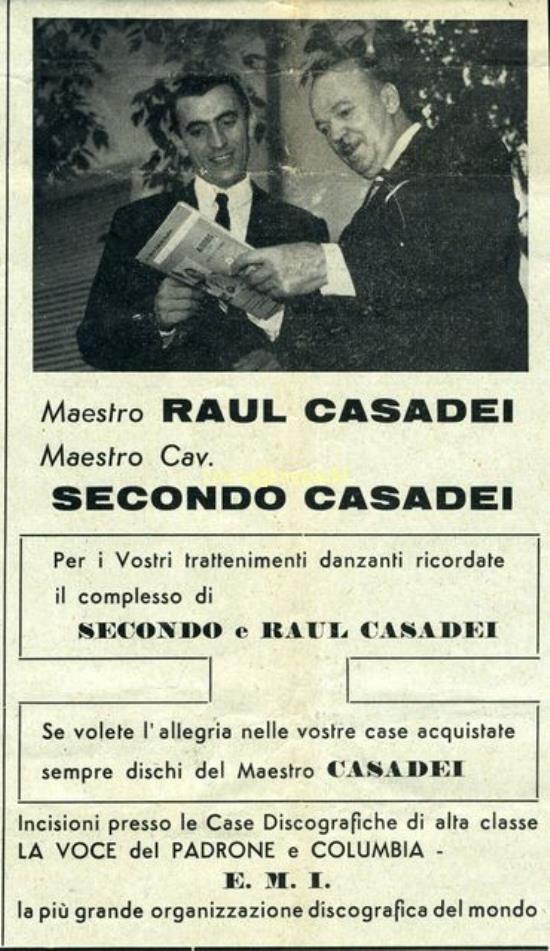 Maestro RAUL CASADEI
Maestro Cav.
SECONDO CASADEI
Per i Vostri trattenimenti danzanti ricordate
il complesso di
SECONDO e RAUL CASADEI
Se volete l'allegria nelle vostre case acquistate
sempre dischi del Maestro CASADEI
Incisioni presso le Case Discografiche di alta classe
LA VOCE del PADRONE e COLUMBIA -
E. M. I.
la più grande organizzazione discografica del mondo